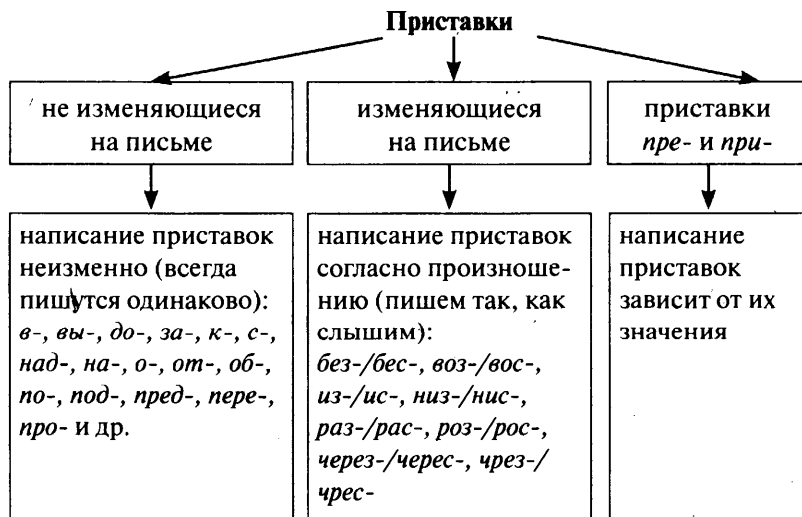 Приставки
не изменяющиеся
на письме
изменяющиеся
на письме
приставки
пре- и при-
написание приставок
неизменно (всегда
пишутся одинаково):
в-, вы-, до-, за-, к-, с-,
над-, на-, о-, от-, об-,
по-, под-, пред-, пере-,
про- и др.
написание приставок
согласно произноше-
нию (пишем так, как
слышим):
без-/бес-, воз-/вос-,
из-/ис-, низ-/нис-,
раз-/рас-, роз-/рос-,
через-/черес-, чрез-/
чрес-
написание
приставок
зависит от их
значения